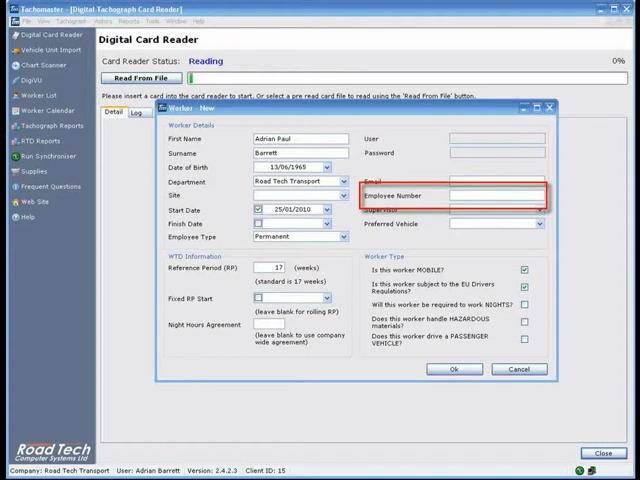 Tachomaster - [Digital Tachograph Card Reader]
File View Tachograph Actors Reports Tools Window Help
Digital Card Reader
Vehicle Unit Import
Chart Scanner
DigiVU
Worker List
Worker Calendar
Tachograph Reports
RTD Reports
Run Synchroniser
Supplies
Frequent Questions
Web Site
Help
Road Tech
Computer Systems Ltd
Digital Card Reader
Card Reader Status: Reading 0%
Read From File
Please insert a card into the card reader to start. Or select a pre read card file to read using the 'Read From File' button.
Detail Log
Worker - New
Worker Details
First Name Adrian Paul
Surname Barrett
Date of Birth 13/06/1965
Department Road Tech Transport
Site
Start Date 25/01/2010
Finish Date
Employee Type Permanent
User
Password
Email
Employee Number
Supervisor
Preferred Vehicle
WTD Information
Reference Period (RP) 17 (weeks)
(standard is 17 weeks)
Fixed RP Start
(leave blank for rolling RP)
Night Hours Agreement
(leave blank to use company
wide agreement)
Worker Type
Is this worker MOBILE?
Is this worker subject to the EU Drivers
Regulations?
Will this worker be required to work NIGHTS?
Does this worker handle HAZARDOUS
materials?
Does this worker drive a PASSENGER
VEHICLE?
Ok Cancel
Close
Company: Road Tech Transport User: Adrian Barrett Version: 2.4.2.3 Client ID: 15